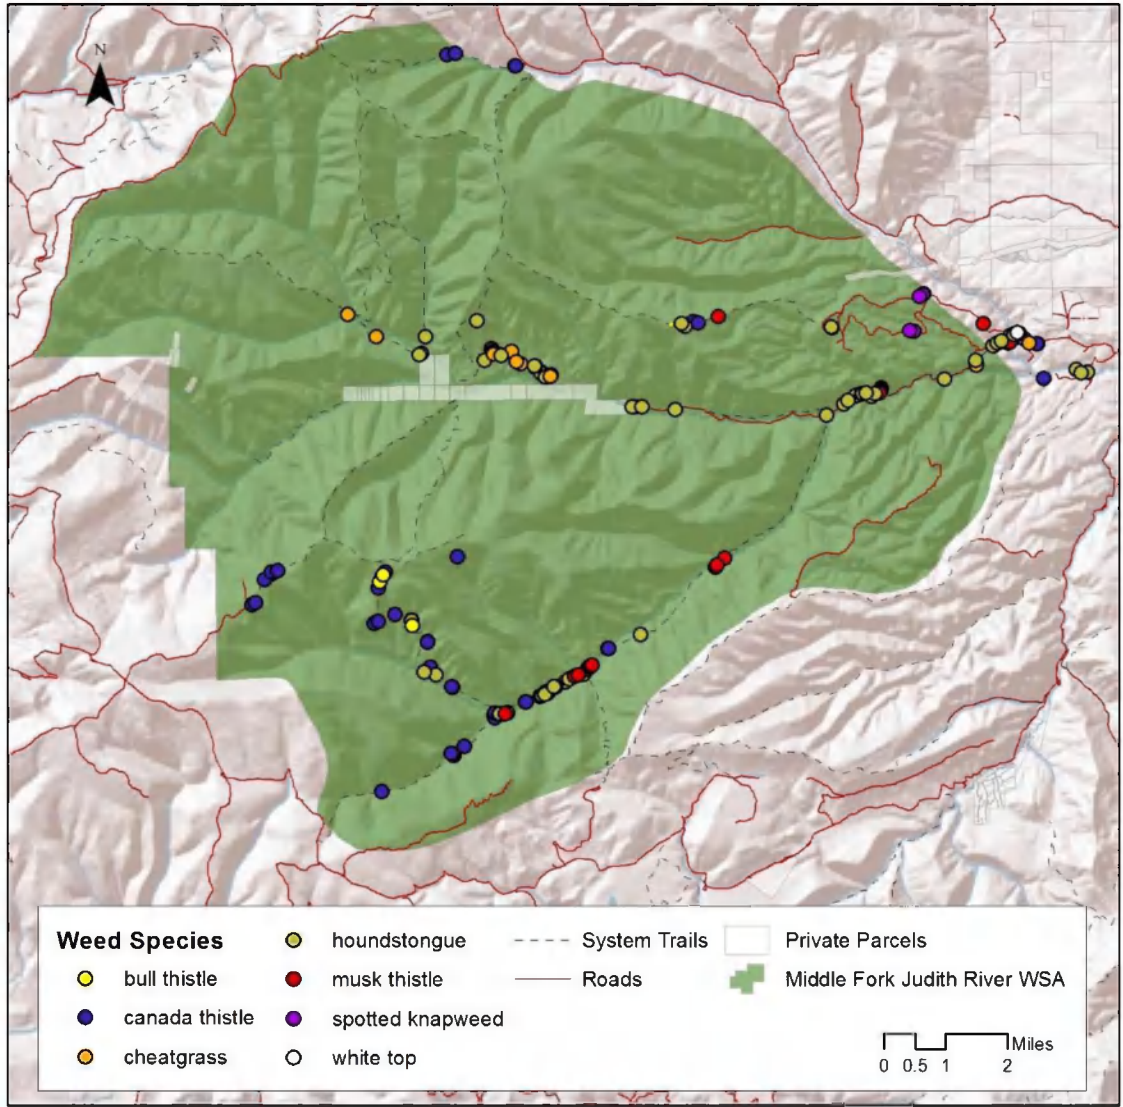 N
Weed Species
bull thistle
canada thistle
cheatgrass
houndstongue
musk thistle
spotted knapweed
white top
System Trails
Roads
Private Parcels
Middle Fork Judith River WSA
Miles
0 0.5 1 2